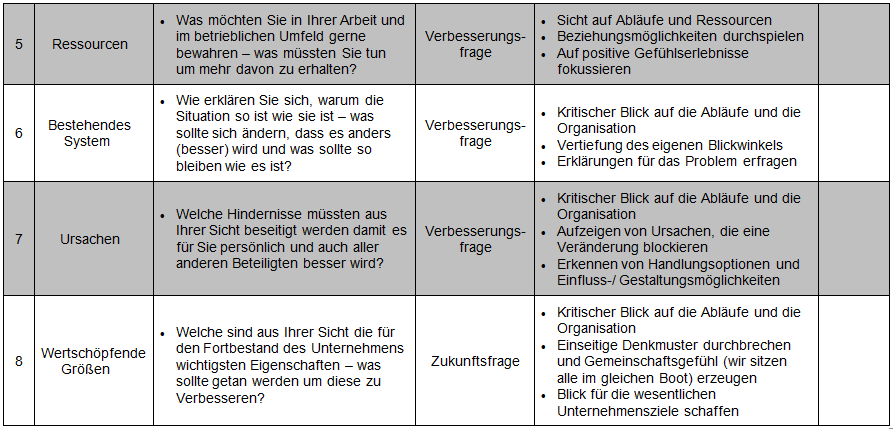 5
Ressourcen
• Was möchten Sie in Ihrer Arbeit und
im betrieblichen Umfeld gerne
bewahren – was müssten Sie tun
um mehr davon zu erhalten?
Verbesserungs-
frage
• Sicht auf Abläufe und Ressourcen
• Beziehungsmöglichkeiten durchspielen
• Auf positive Gefühlserlebnisse
fokussieren
6
Bestehendes
System
• Wie erklären Sie sich, warum die
Situation so ist wie sie ist – was
sollte sich ändern, dass es anders
(besser) wird und was sollte so
bleiben wie es ist?
Verbesserungs-
frage
• Kritischer Blick auf die Abläufe und die
Organisation
• Vertiefung des eigenen Blickwinkels
• Erklärungen für das Problem erfragen
7
Ursachen
• Welche Hindernisse müssten aus
Ihrer Sicht beseitigt werden damit es
für Sie persönlich und auch aller
anderen Beteiligten besser wird?
Verbesserungs-
frage
• Kritischer Blick auf die Abläufe und die
Organisation
• Aufzeigen von Ursachen, die eine
Veränderung blockieren
• Erkennen von Handlungsoptionen und
Einfluss-/ Gestaltungsmöglichkeiten
8
Wertschöpfende
Größen
• Welche sind aus Ihrer Sicht die für
den Fortbestand des Unternehmens
wichtigsten Eigenschaften – was
sollte getan werden um diese zu
Verbesseren?
Zukunftsfrage
• Kritischer Blick auf die Abläufe und die
Organisation
• Einseitige Denkmuster durchbrechen
und Gemeinschaftsgefühl (wir sitzen
alle im gleichen Boot) erzeugen
• Blick für die wesentlichen
Unternehmensziele schaffen